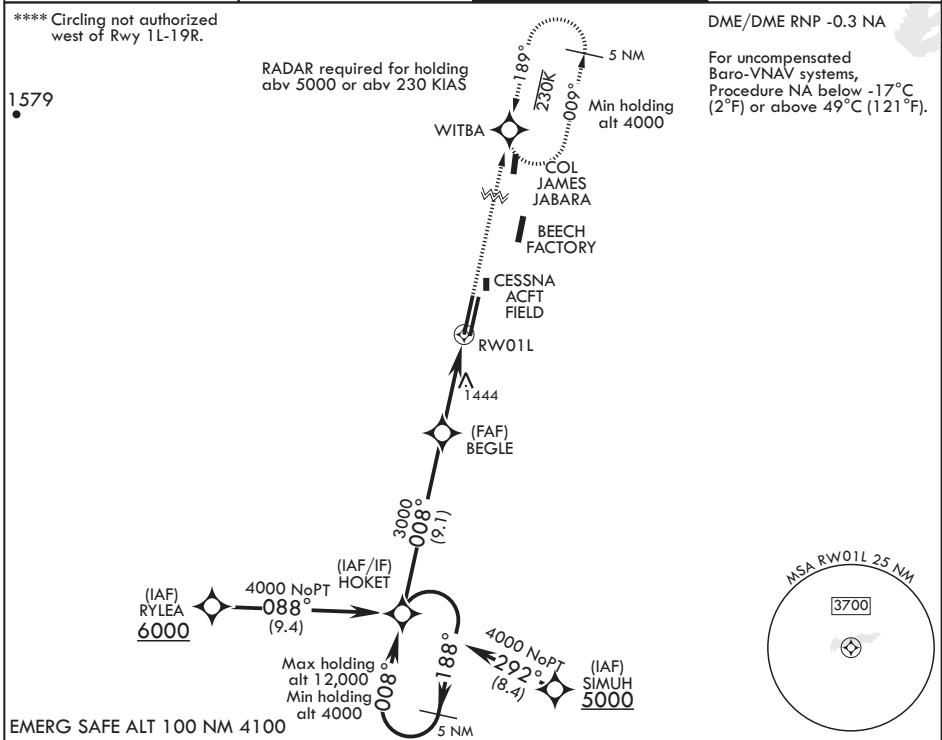 **** Circling not authorized
west of Rwy 1L-19R.
DME/DME RNP -0.3 NA
For uncompensated
Baro-VNAV systems,
Procedure NA below -17°C
(2°F) or above 49°C (121°F).
RADAR required for holding
abv 5000 or abv 230 KIAS
1579
189°
230K
009°
5 NM
Min holding
alt 4000
WITBA
COL
JAMES
JABARA
BEECH
FACTORY
CESSNA
ACFT
FIELD
RW01L
1444
(FAF)
BEGLE
3000
008°
(9.1)
(IAF/IF)
HOKET
(IAF)
RYLEA
6000
4000 NoPT
088°
(9.4)
Max holding
alt 12,000
Min holding
alt 4000
008°
188°
5 NM
4000 NoPT
292°
(8.4)
(IAF)
SIMUH
5000
MSA RW01L 25 NM
3700
EMERG SAFE ALT 100 NM 4100